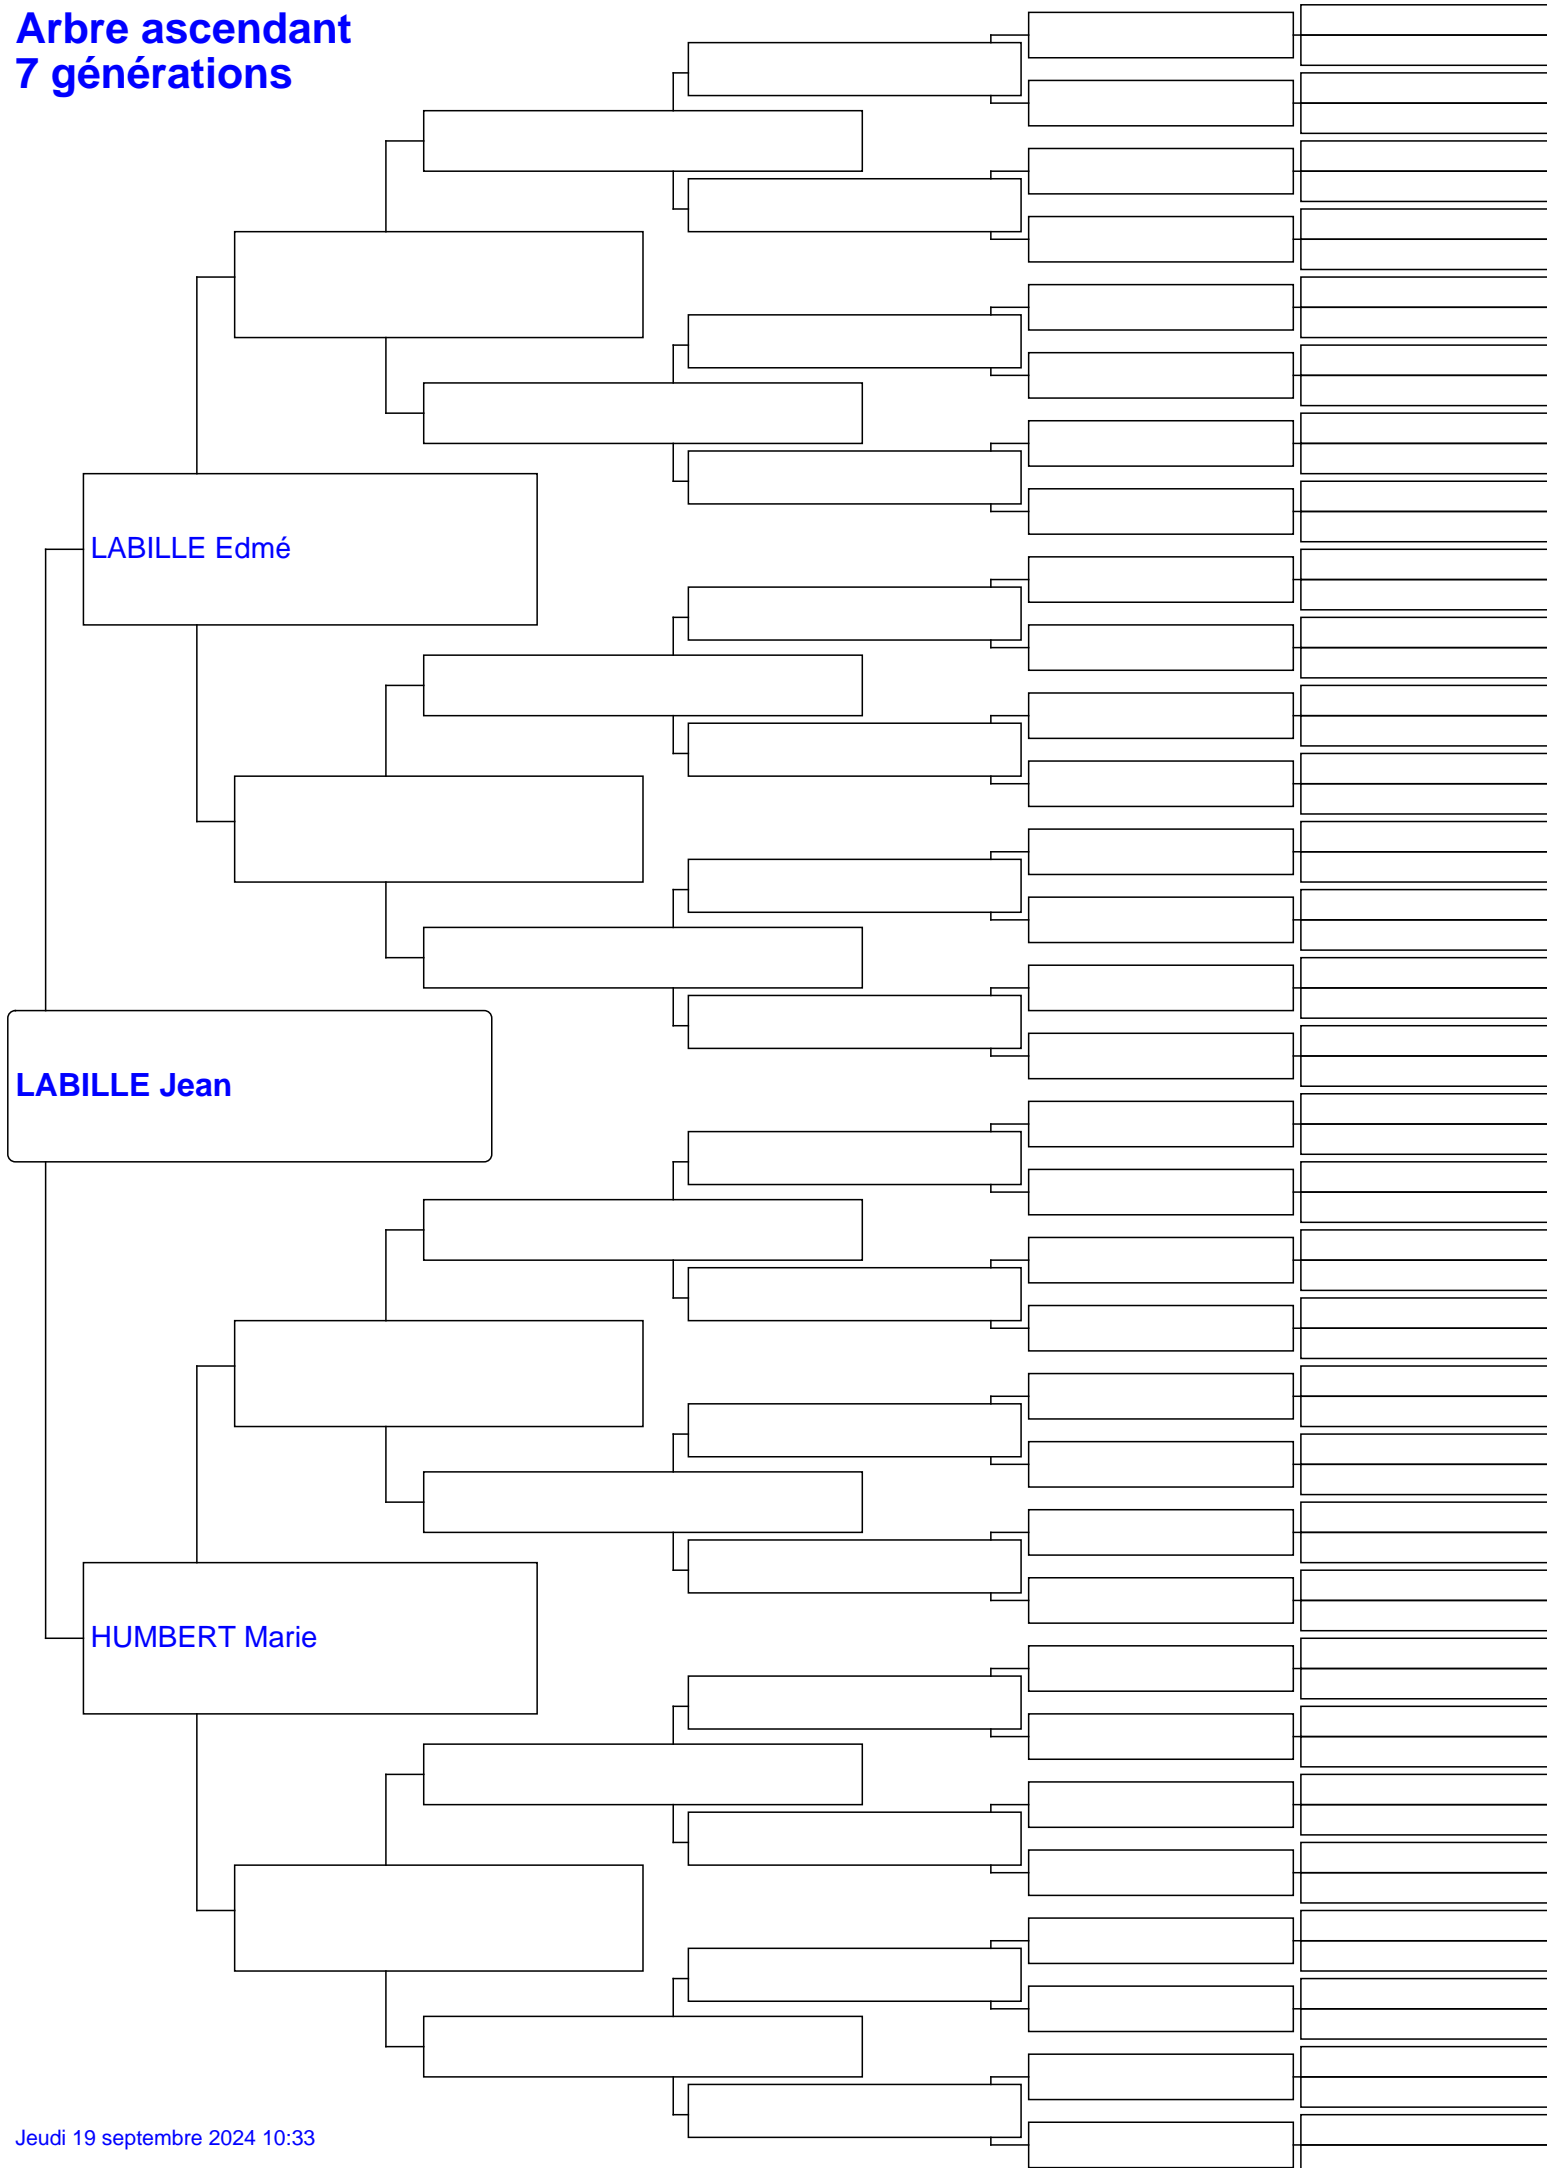 Arbre ascendant
7 générations
LABILLE Edmé
LABILLE Jean
HUMBERT Marie
Jeudi 19 septembre 2024 10:33